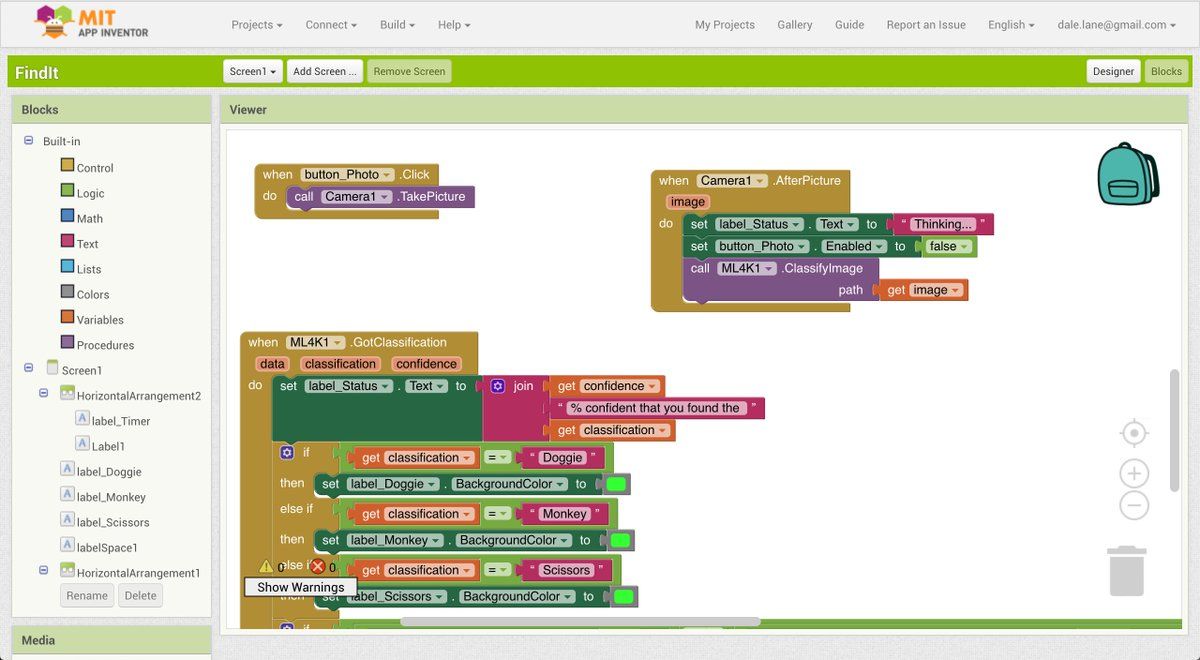 MIT
APP INVENTOR
Projects
Connect
Build
Help
My Projects
Gallery
Guide
Report an Issue
English
dale.lane@gmail.com
FindIt
Screen1
Add Screen ...
Remove Screen
Designer
Blocks
Blocks
Built-in
Control
Logic
Math
Text
Lists
Colors
Variables
Procedures
Screen1
HorizontalArrangement2
A label_Timer
A Label1
A label_Doggie
A label_Monkey
A label_Scissors
A labelSpace1
HorizontalArrangement1
Rename
Delete
Media
Viewer
when button_Photo .Click
do call Camera1 .TakePicture
when Camera1 .AfterPicture
image
do set label_Status . Text to “ Thinking... ”
set button_Photo . Enabled to false
call ML4K1 .ClassifyImage
path get image
when ML4K1 .GotClassification
data classification confidence
do set label_Status . Text to join get confidence
“ % confident that you found the ”
get classification
if get classification = “ Doggie ”
then set label_Doggie . BackgroundColor to
else if get classification = “ Monkey ”
then set label_Monkey . BackgroundColor to
else if get classification = “ Scissors ”
then set label_Scissors . BackgroundColor to
0 0
Show Warnings
if